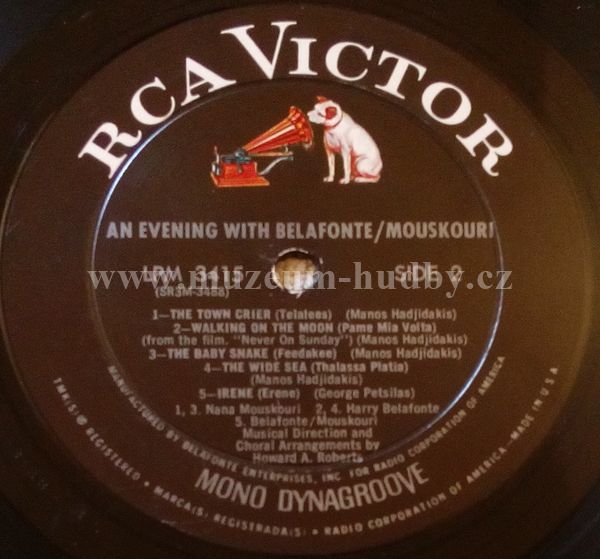 RCA VICTOR
AN EVENING WITH BELAFONTE/MOUSKOURI
LPM 3415 SIDE 2
(SR3M-3488)
www.muzeum-hudby.cz
1—THE TOWN CRIER (Telalees) (Manos Hadjidakis)
2—WALKING ON THE MOON (Pame Mia Volta)
(from the film, "Never On Sunday") (Manos Hadjidakis)
3—THE BABY SNAKE (Feedakee) (Manos Hadjidakis)
4—THE WIDE SEA (Thalassa Platia)
(Manos Hadjidakis)
5—IRENE (Erene) (George Petsilas)
1, 3. Nana Mouskouri 2, 4. Harry Belafonte
5. Belafonte/Mouskouri
Musical Direction and
Choral Arrangements by
Howard A. Roberts
MANUFACTURED BY BELAFONTE ENTERPRISES, INC FOR RADIO CORPORATION OF AMERICA
MONO DYNAGROOVE
TMK(S) ® REGISTERED • MARCA(S) REGISTRADA(S) • RADIO CORPORATION OF AMERICA—MADE IN U.S.A